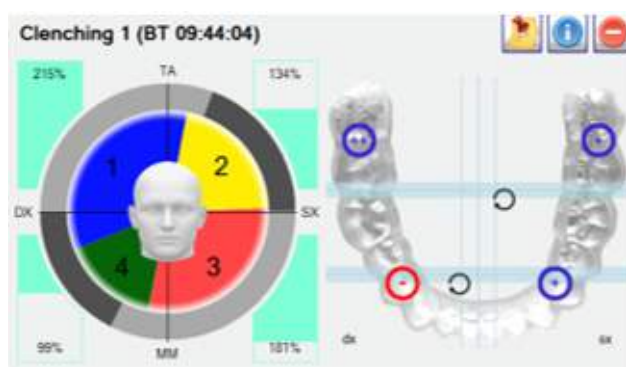 Clenching 1 (BT 09:44:04)
215%
TA
134%
1
2
DX
SX
4
3
99%
MM
181%
dx
sx